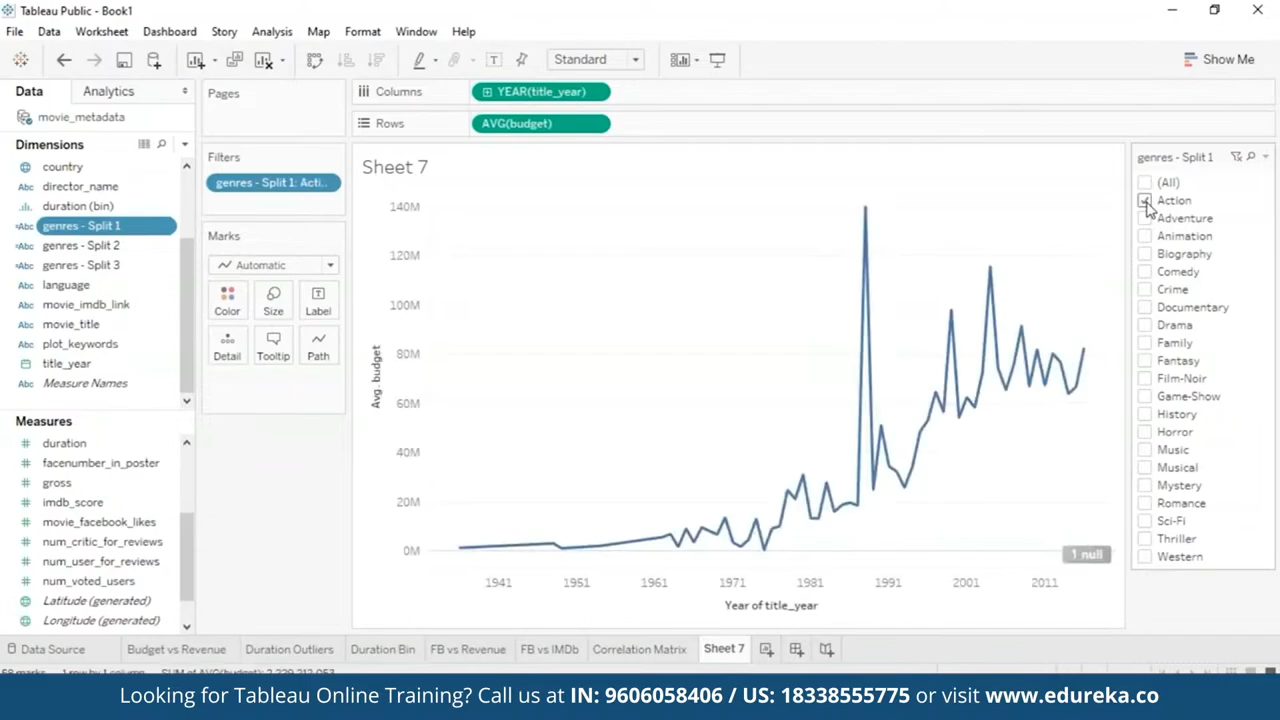 Tableau Public - Book1
File Data Worksheet Dashboard Story Analysis Map Format Window Help
Standard
Show Me
Data Analytics
movie_metadata
Dimensions
country
director_name
duration (bin)
genres - Split 1
genres - Split 2
genres - Split 3
language
movie_imdb_link
movie_title
plot_keywords
title_year
Measure Names
Measures
duration
facenumber_in_poster
gross
imdb_score
movie_facebook_likes
num_critic_for_reviews
num_user_for_reviews
num_voted_users
Latitude (generated)
Longitude (generated)
Pages
Filters
genres - Split 1: Acti..
Marks
Automatic
Color Size Label
Detail Tooltip Path
Columns YEAR(title_year)
Rows AVG(budget)
Sheet 7
Avg. budget
140M
120M
100M
80M
60M
40M
20M
0M
1 null
1941 1951 1961 1971 1981 1991 2001 2011
Year of title_year
genres - Split 1
(All)
Action
Adventure
Animation
Biography
Comedy
Crime
Documentary
Drama
Family
Fantasy
Film-Noir
Game-Show
History
Horror
Music
Musical
Mystery
Romance
Sci-Fi
Thriller
Western
Data Source Budget vs Revenue Duration Outliers Duration Bin FB vs Revenue FB vs IMDb Correlation Matrix Sheet 7
Looking for Tableau Online Training? Call us at IN: 9606058406 / US: 18338555775 or visit www.edureka.co